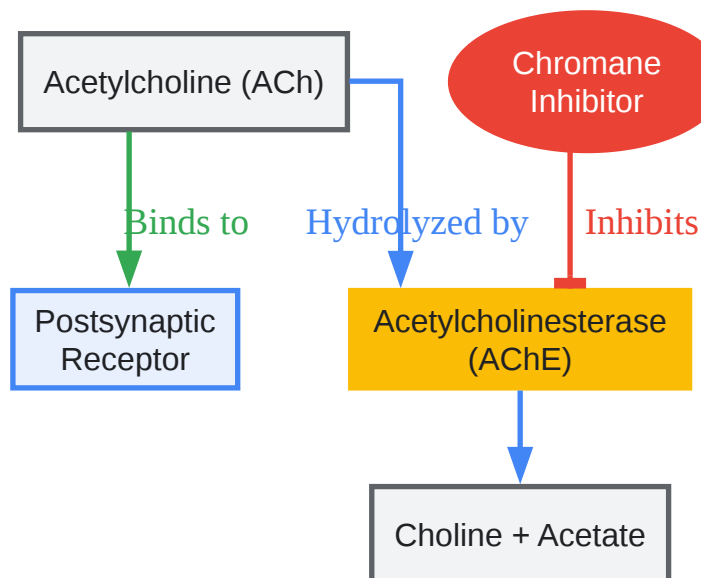 Acetylcholine (ACh)
Chromane
Inhibitor
Binds to
Hydrolyzed by
Inhibits
Postsynaptic
Receptor
Acetylcholinesterase
(AChE)
Choline + Acetate